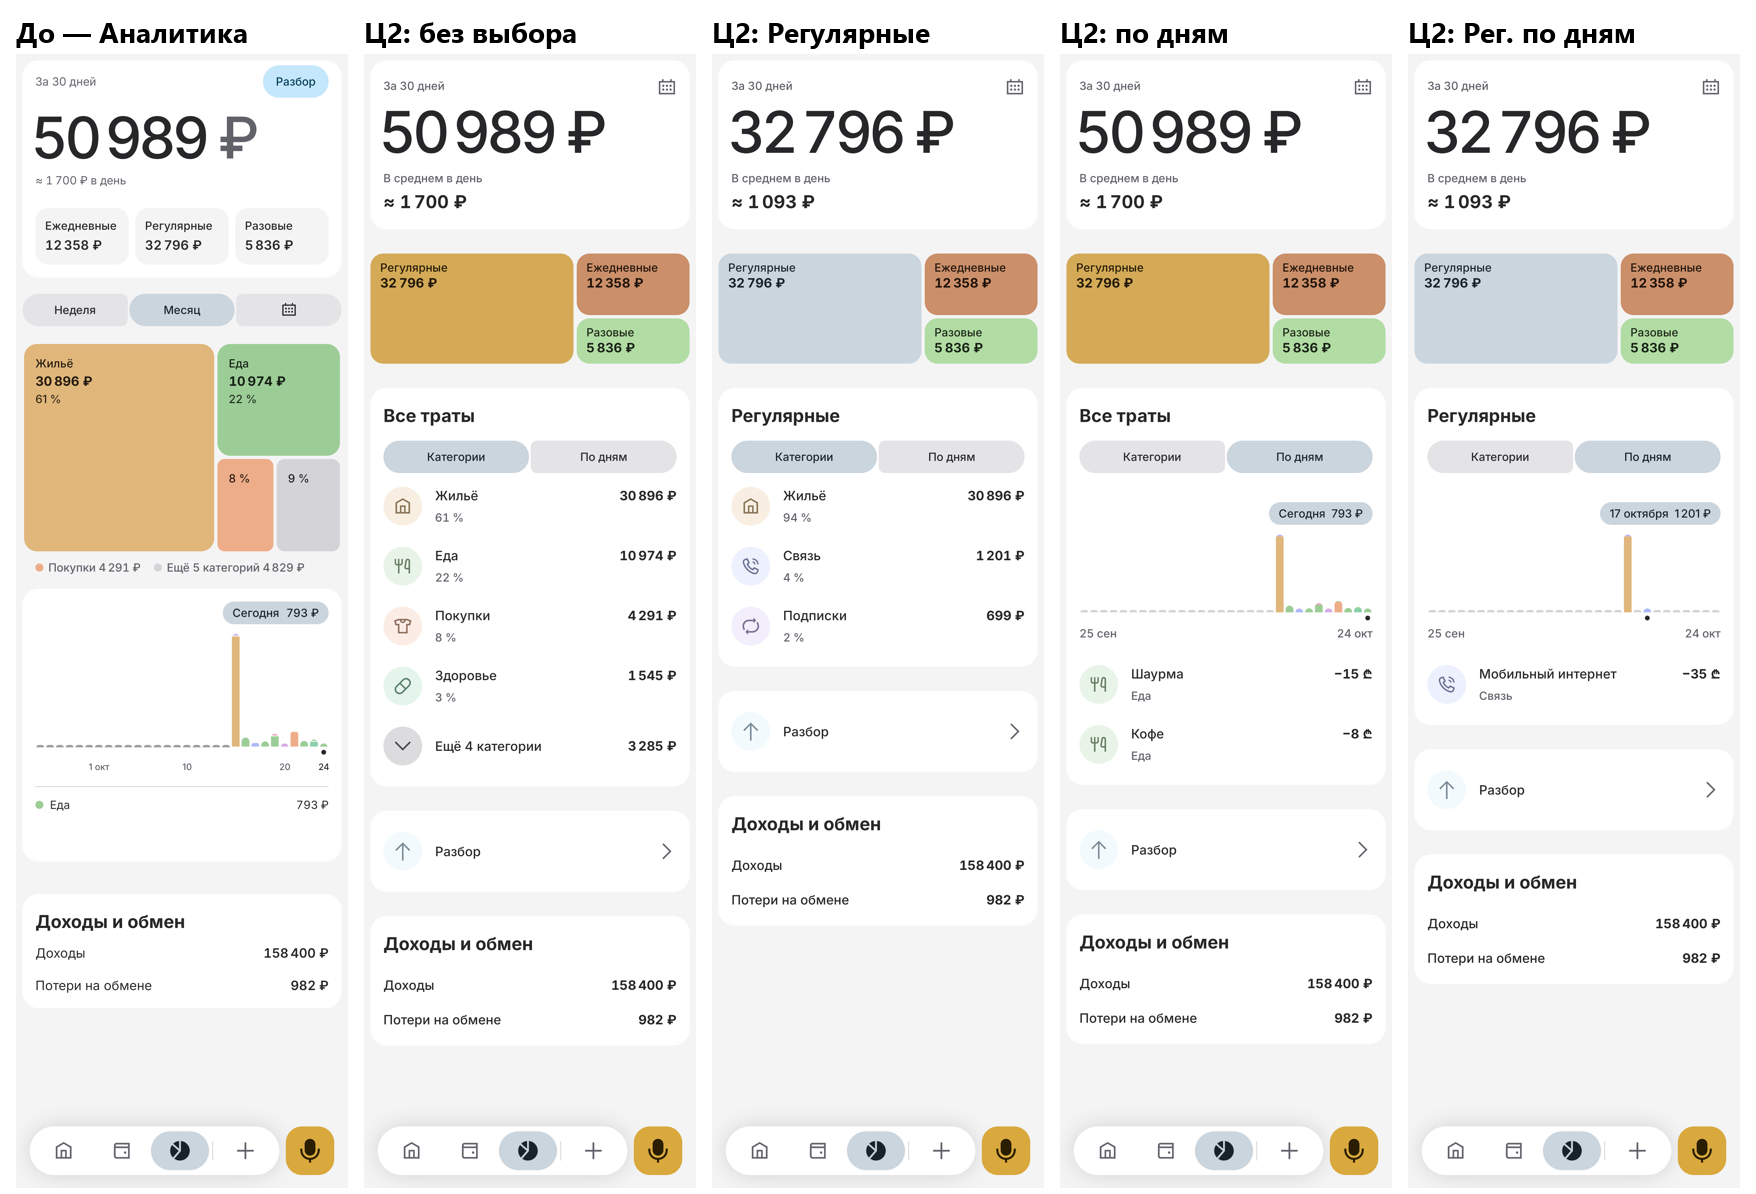 До — Аналитика
За 30 дней
Разбор
50 989 ₽
≈ 1 700 ₽ в день
Ежедневные
12 358 ₽
Регулярные
32 796 ₽
Разовые
5 836 ₽
Неделя
Месяц
Жильё
30 896 ₽
61 %
Еда
10 974 ₽
22 %
8 %
9 %
Покупки 4 291 ₽
Ещё 5 категорий 4 829 ₽
Сегодня 793 ₽
1 окт
10
20
24
Еда
793 ₽
Доходы и обмен
Доходы
158 400 ₽
Потери на обмене
982 ₽
Ц2: без выбора
За 30 дней
50 989 ₽
В среднем в день
≈ 1 700 ₽
Регулярные
32 796 ₽
Ежедневные
12 358 ₽
Разовые
5 836 ₽
Все траты
Категории
По дням
Жильё
30 896 ₽
61 %
Еда
10 974 ₽
22 %
Покупки
4 291 ₽
8 %
Здоровье
1 545 ₽
3 %
Ещё 4 категории
3 285 ₽
Разбор
Доходы и обмен
Доходы
158 400 ₽
Потери на обмене
982 ₽
Ц2: Регулярные
За 30 дней
32 796 ₽
В среднем в день
≈ 1 093 ₽
Регулярные
32 796 ₽
Ежедневные
12 358 ₽
Разовые
5 836 ₽
Регулярные
Категории
По дням
Жильё
30 896 ₽
94 %
Связь
1 201 ₽
4 %
Подписки
699 ₽
2 %
Разбор
Доходы и обмен
Доходы
158 400 ₽
Потери на обмене
982 ₽
Ц2: по дням
За 30 дней
50 989 ₽
В среднем в день
≈ 1 700 ₽
Регулярные
32 796 ₽
Ежедневные
12 358 ₽
Разовые
5 836 ₽
Все траты
Категории
По дням
Сегодня 793 ₽
25 сен
24 окт
Шаурма
−15 ₾
Еда
Кофе
−8 ₾
Еда
Разбор
Доходы и обмен
Доходы
158 400 ₽
Потери на обмене
982 ₽
Ц2: Рег. по дням
За 30 дней
32 796 ₽
В среднем в день
≈ 1 093 ₽
Регулярные
32 796 ₽
Ежедневные
12 358 ₽
Разовые
5 836 ₽
Регулярные
Категории
По дням
17 октября 1 201 ₽
25 сен
24 окт
Мобильный интернет
−35 ₾
Связь
Разбор
Доходы и обмен
Доходы
158 400 ₽
Потери на обмене
982 ₽